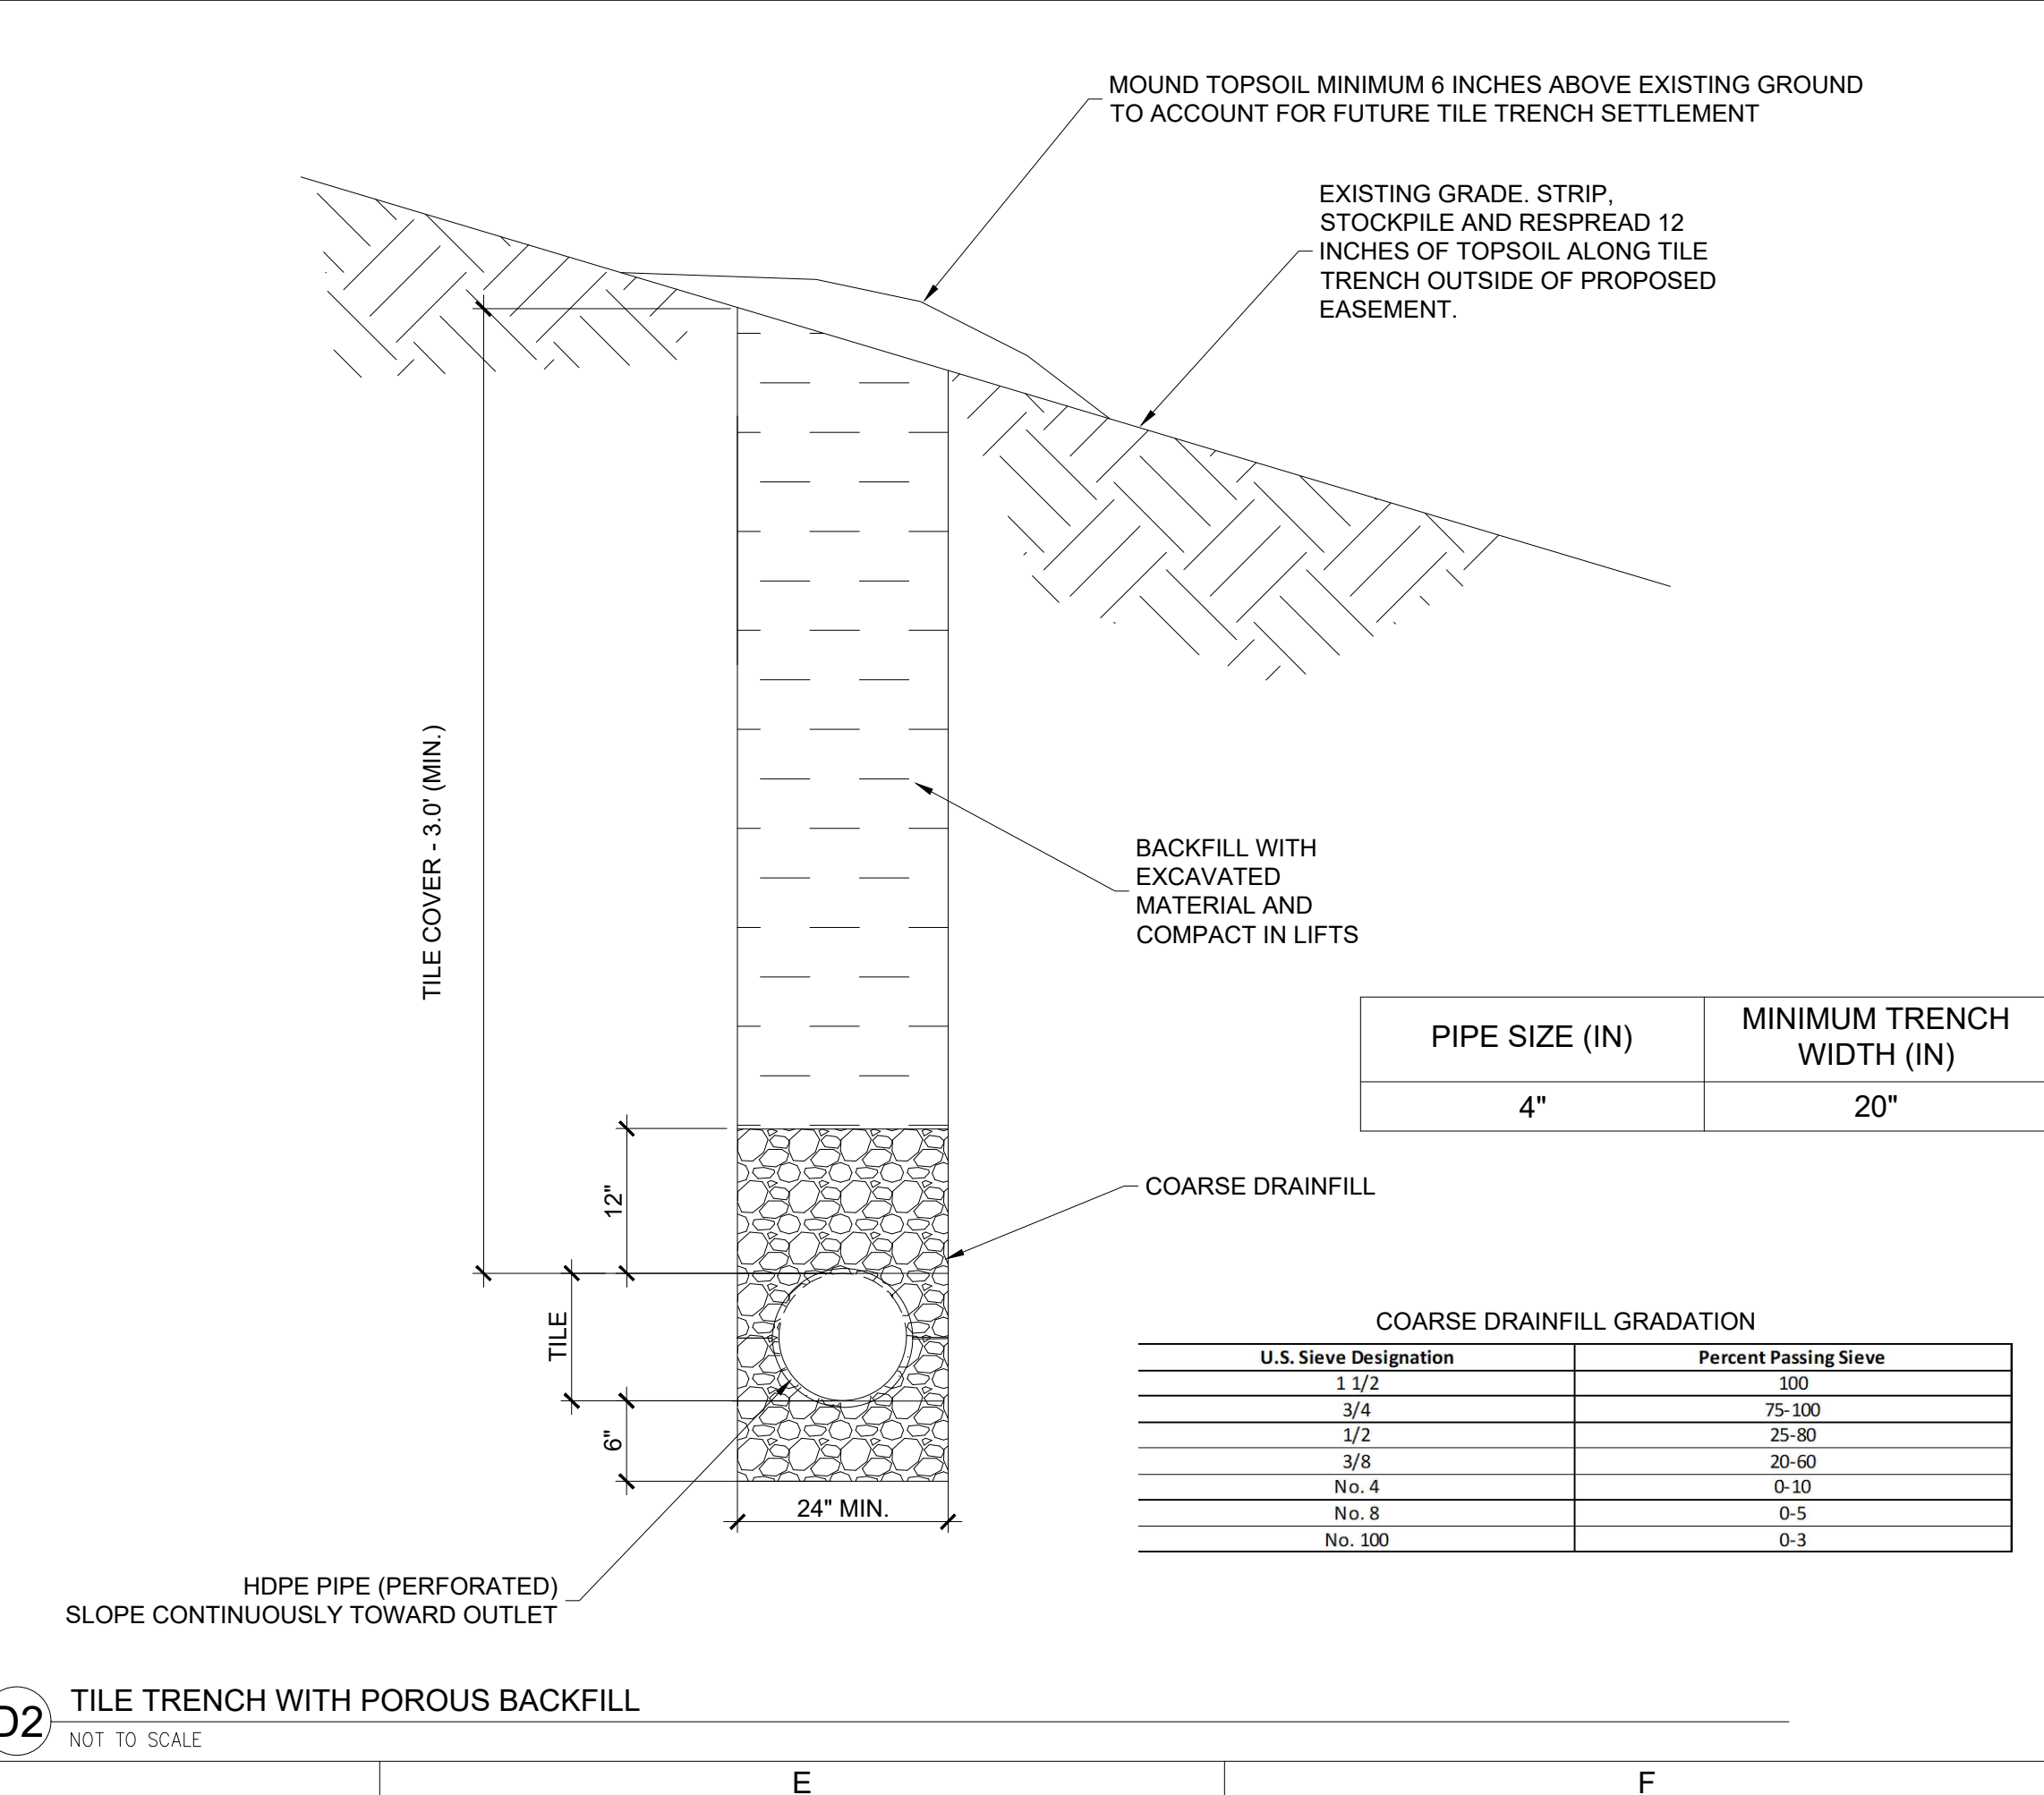 MOUND TOPSOIL MINIMUM 6 INCHES ABOVE EXISTING GROUND
TO ACCOUNT FOR FUTURE TILE TRENCH SETTLEMENT
EXISTING GRADE. STRIP,
STOCKPILE AND RESPREAD 12
INCHES OF TOPSOIL ALONG TILE
TRENCH OUTSIDE OF PROPOSED
EASEMENT.
TILE COVER - 3.0' (MIN.)
BACKFILL WITH
EXCAVATED
MATERIAL AND
COMPACT IN LIFTS
PIPE SIZE (IN) MINIMUM TRENCH
WIDTH (IN)
4" 20"
12"
COARSE DRAINFILL
TILE
6"
24" MIN.
COARSE DRAINFILL GRADATION
U.S. Sieve Designation Percent Passing Sieve
1 1/2 100
3/4 75-100
1/2 25-80
3/8 20-60
No. 4 0-10
No. 8 0-5
No. 100 0-3
HDPE PIPE (PERFORATED)
SLOPE CONTINUOUSLY TOWARD OUTLET
D2 TILE TRENCH WITH POROUS BACKFILL
NOT TO SCALE
E F